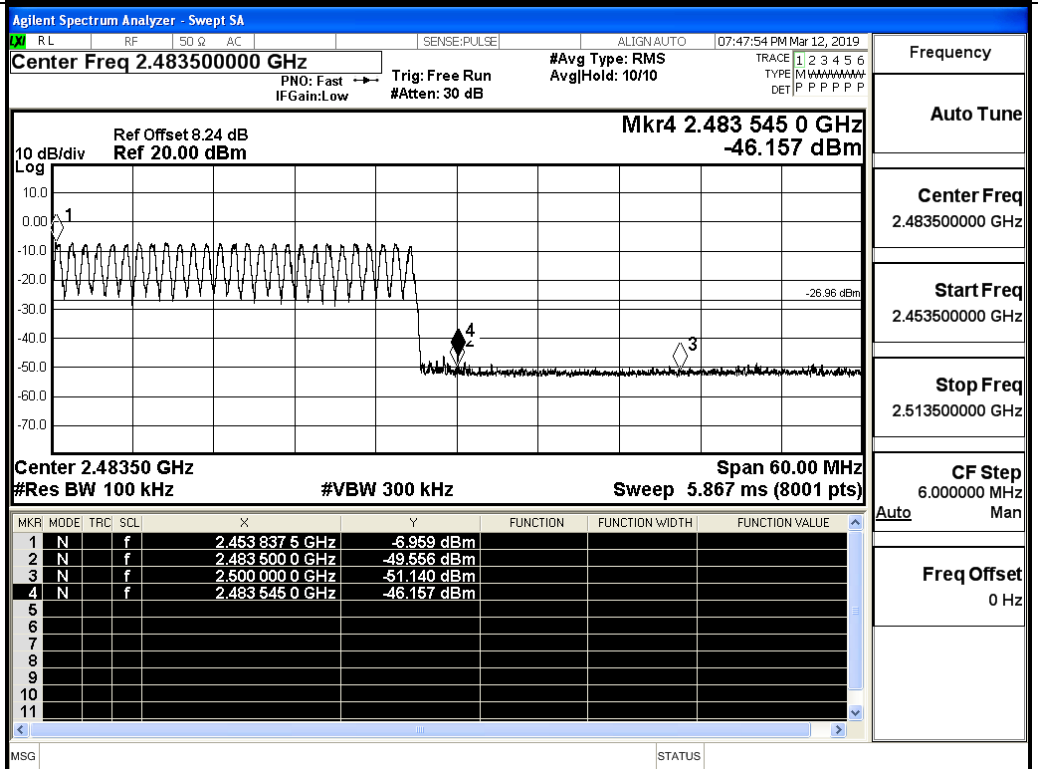 Agilent Spectrum Analyzer - Swept SA
LXI RL RF 50 Ω AC SENSE:PULSE ALIGN AUTO 07:47:54 PM Mar 12, 2019
Center Freq 2.483500000 GHz
PNO: Fast
IFGain:Low
Trig: Free Run
#Atten: 30 dB
#Avg Type: RMS
Avg|Hold: 10/10
TRACE 1 2 3 4 5 6
TYPE M W W W W W
DET P P P P P P
Ref Offset 8.24 dB
Ref 20.00 dBm
10 dB/div
Log
Mkr4 2.483 545 0 GHz
-46.157 dBm
10.0
0.00
-10.0
-20.0
-30.0
-40.0
-50.0
-60.0
-70.0
1
4
2
3
-26.96 dBm
Center 2.48350 GHz Span 60.00 MHz
#Res BW 100 kHz #VBW 300 kHz Sweep 5.867 ms (8001 pts)
MKR MODE TRC SCL X Y FUNCTION FUNCTION WIDTH FUNCTION VALUE
1 N f 2.453 837 5 GHz -6.959 dBm
2 N f 2.483 500 0 GHz -49.556 dBm
3 N f 2.500 000 0 GHz -51.140 dBm
4 N f 2.483 545 0 GHz -46.157 dBm
5
6
7
8
9
10
11
MSG STATUS
Frequency
Auto Tune
Center Freq
2.483500000 GHz
Start Freq
2.453500000 GHz
Stop Freq
2.513500000 GHz
CF Step
6.000000 MHz
Auto Man
Freq Offset
0 Hz